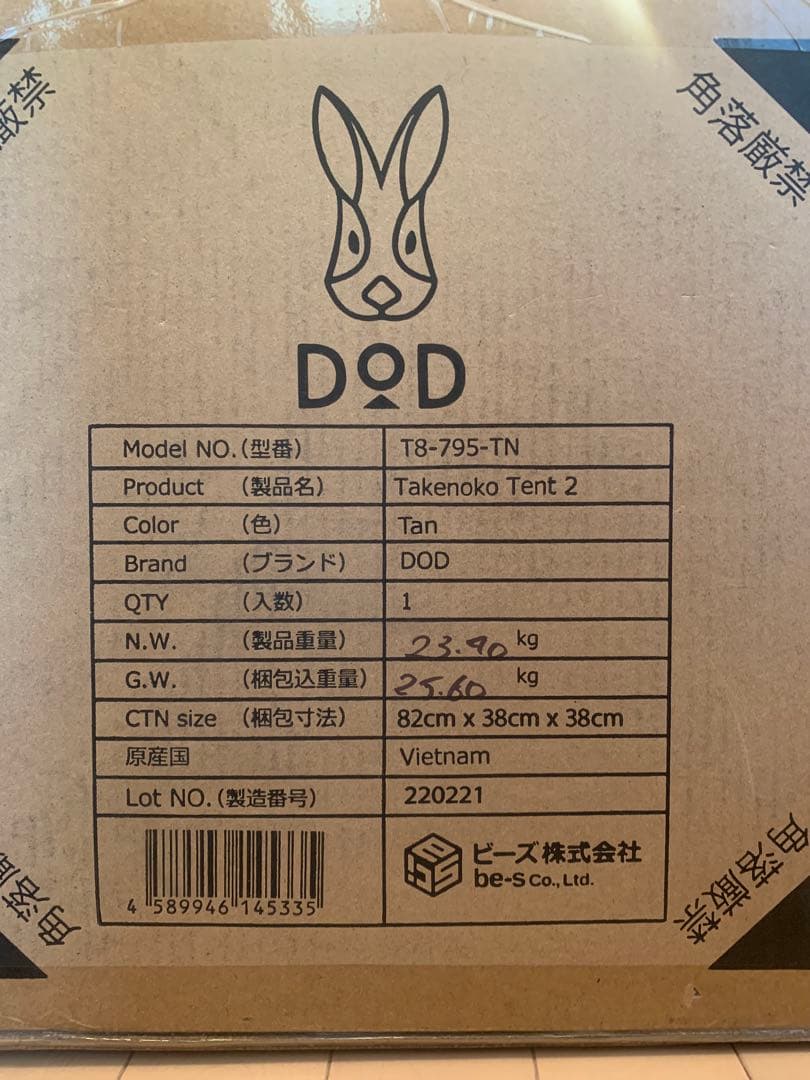 角落厳禁
厳禁
DOD
Model NO.(型番) T8-795-TN
Product (製品名) Takenoko Tent 2
Color (色) Tan
Brand (ブランド) DOD
QTY (入数) 1
N.W. (製品重量) 23.90 kg
G.W. (梱包込重量) 25.60 kg
CTN size (梱包寸法) 82cm x 38cm x 38cm
原産国 Vietnam
Lot NO.(製造番号) 220221
4 589946 145335
ビーズ株式会社
be-s Co., Ltd.
角落
角落厳禁